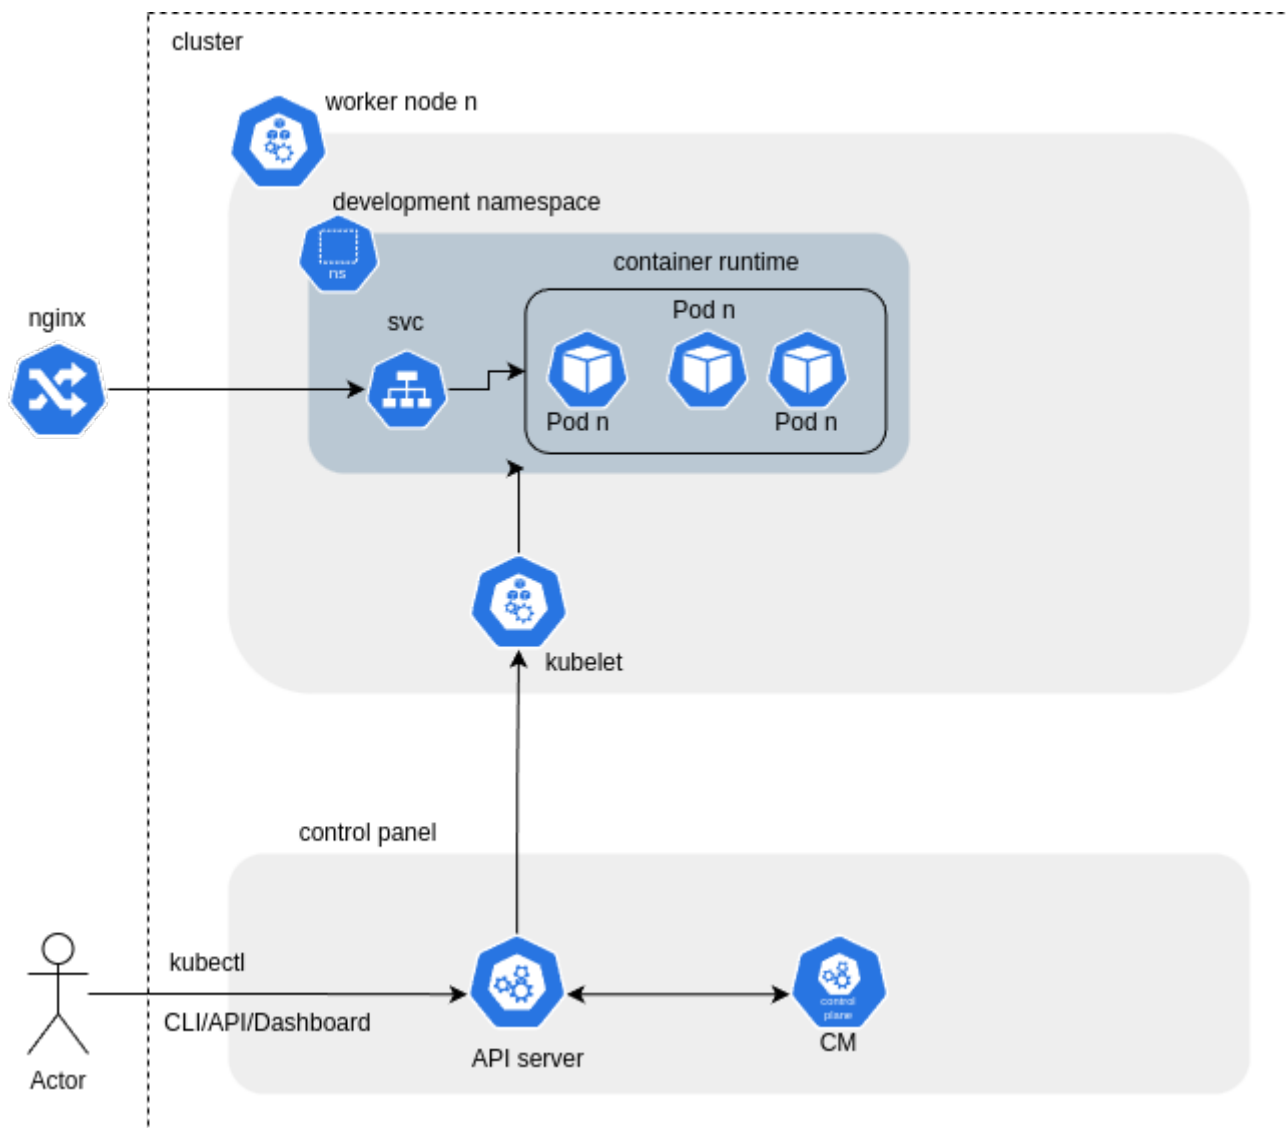 cluster
worker node n
development namespace
ns
container runtime
nginx
svc
Pod n
Pod n
Pod n
kubelet
control panel
kubectl
CLI/API/Dashboard
control
plane
CM
API server
Actor